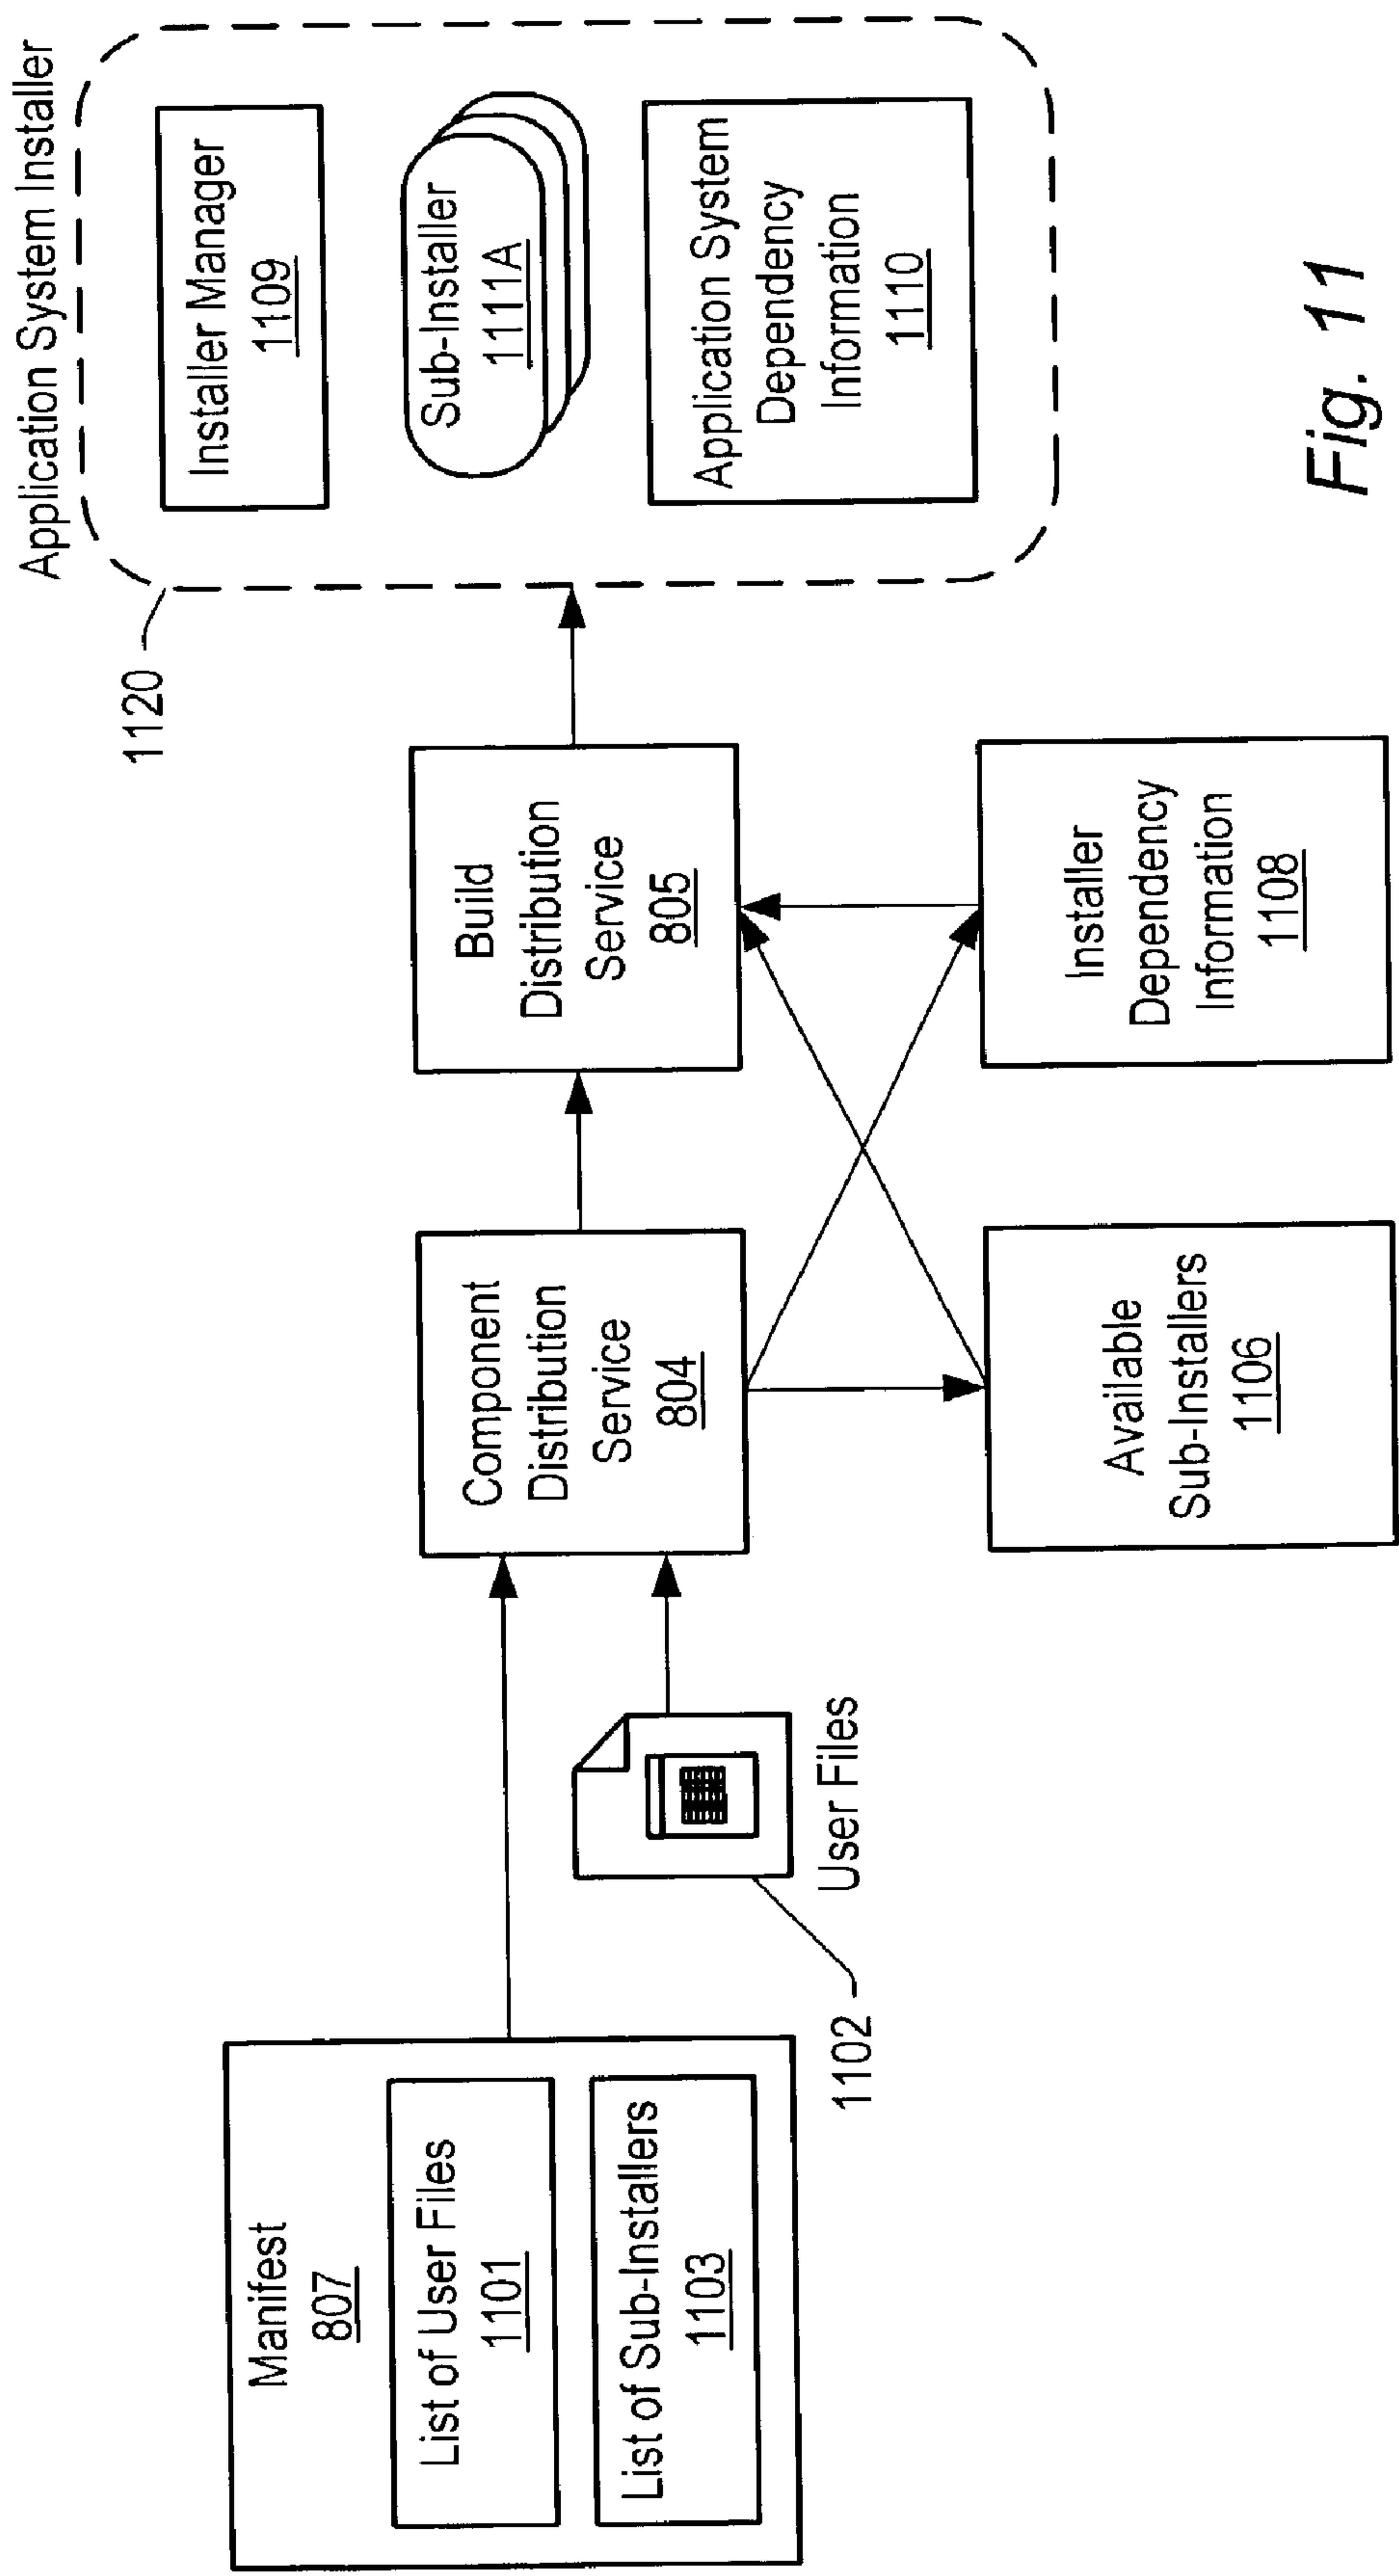 Application System Installer
1120
Manifest
807
List of User Files
1101
List of Sub-Installers
1103
1102
User Files
Component
Distribution
Service
804
Build
Distribution
Service
805
Available
Sub-Installers
1106
Installer
Dependency
Information
1108
Installer Manager
1109
Sub-Installer
1111A
Application System
Dependency
Information
1110
Fig. 11